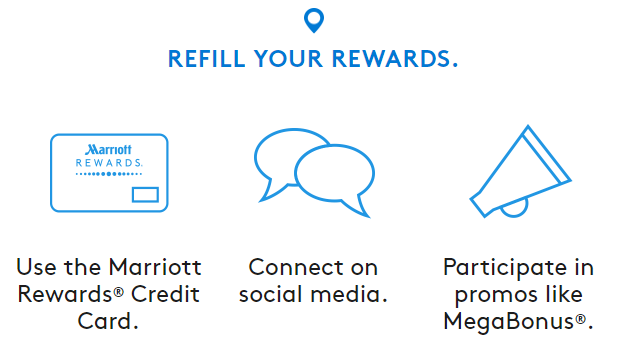 REFILL YOUR REWARDS.
Marriott
REWARDS.
Use the Marriott
Rewards® Credit
Card.
Connect on
social media.
Participate in
promos like
MegaBonus®.